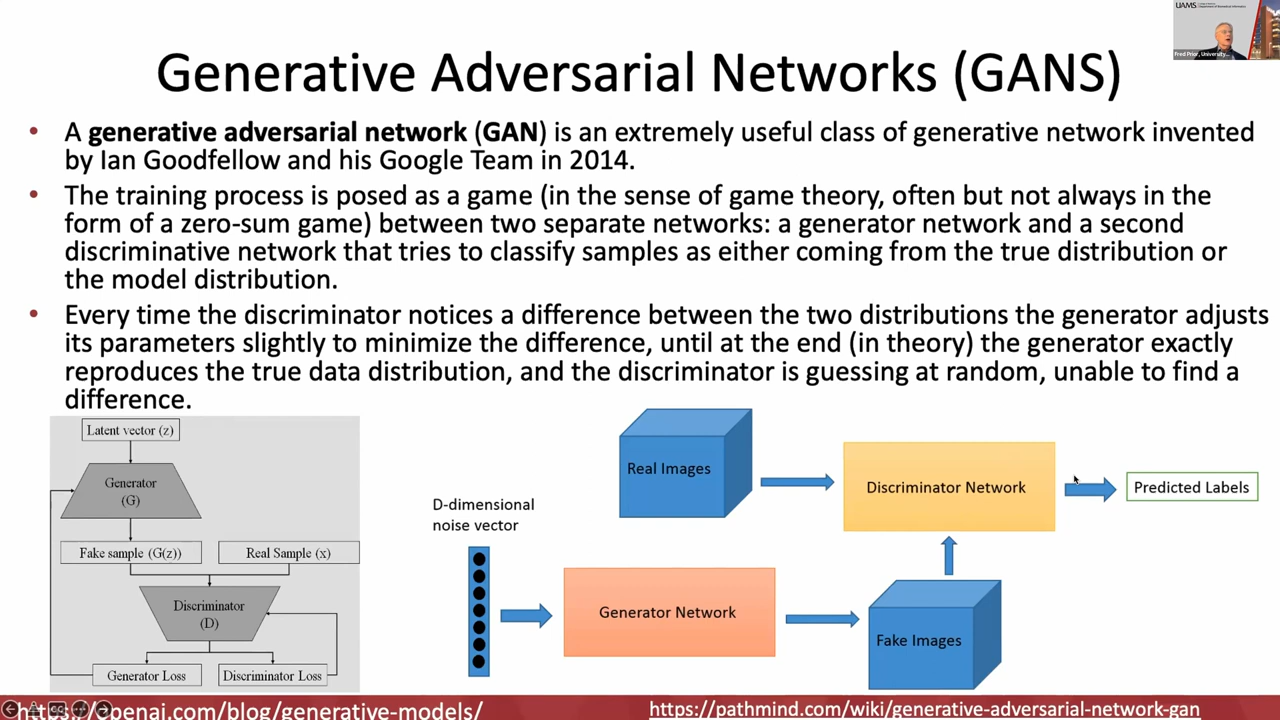 UAMS
Fred Prior, University...
Generative Adversarial Networks (GANS)
• A generative adversarial network (GAN) is an extremely useful class of generative network invented
by Ian Goodfellow and his Google Team in 2014.
• The training process is posed as a game (in the sense of game theory, often but not always in the
form of a zero-sum game) between two separate networks: a generator network and a second
discriminative network that tries to classify samples as either coming from the true distribution or
the model distribution.
• Every time the discriminator notices a difference between the two distributions the generator adjusts
its parameters slightly to minimize the difference, until at the end (in theory) the generator exactly
reproduces the true data distribution, and the discriminator is guessing at random, unable to find a
difference.
Latent vector (z)
Generator
(G)
Fake sample (G(z))
Real Sample (x)
Discriminator
(D)
Generator Loss
Discriminator Loss
D-dimensional
noise vector
Real Images
Discriminator Network
Predicted Labels
Generator Network
Fake Images
https://openai.com/blog/generative-models/
https://pathmind.com/wiki/generative-adversarial-network-gan